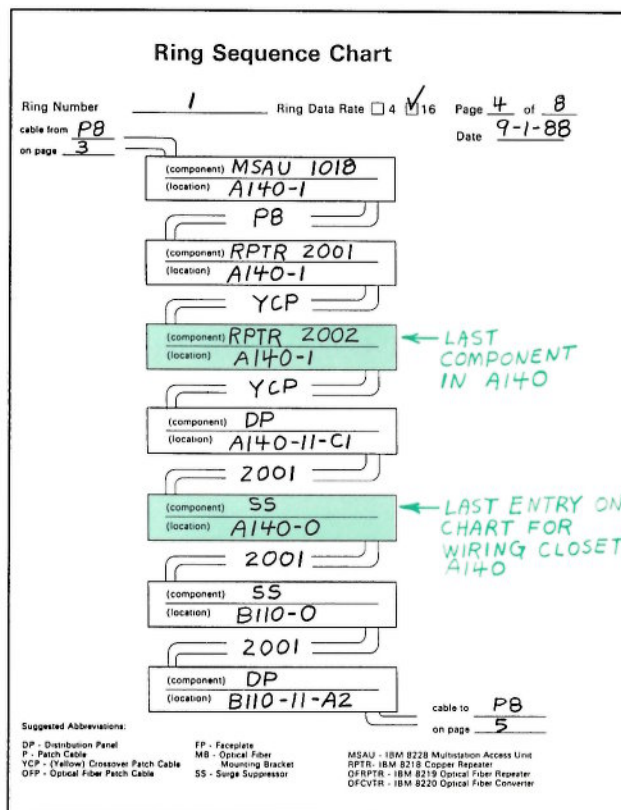 Ring Sequence Chart
Ring Number 1 Ring Data Rate 4 16 Page 4 of 8
cable from P8 Date 9-1-88
on page 3
(component) MSAU 1018
(location) A140-1
P8
(component) RPTR 2001
(location) A140-1
YCP
(component) RPTR 2002
(location) A140-1
LAST
COMPONENT
IN A140
YCP
(component) DP
(location) A140-11-C1
2001
(component) SS
(location) A140-0
LAST ENTRY ON
CHART FOR
WIRING CLOSET
A140
2001
(component) SS
(location) B110-0
2001
(component) DP
(location) B110-11-A2
cable to P8
on page 5
Suggested Abbreviations:
DP - Distribution Panel
P - Patch Cable
YCP - (Yellow) Crossover Patch Cable
OFP - Optical Fiber Patch Cable
FP - Faceplate
MB - Optical Fiber
Mounting Bracket
SS - Surge Suppressor
MSAU - IBM 8228 Multistation Access Unit
RPTR - IBM 8218 Copper Repeater
OFRPTR - IBM 8219 Optical Fiber Repeater
OFCVTR - IBM 8220 Optical Fiber Converter